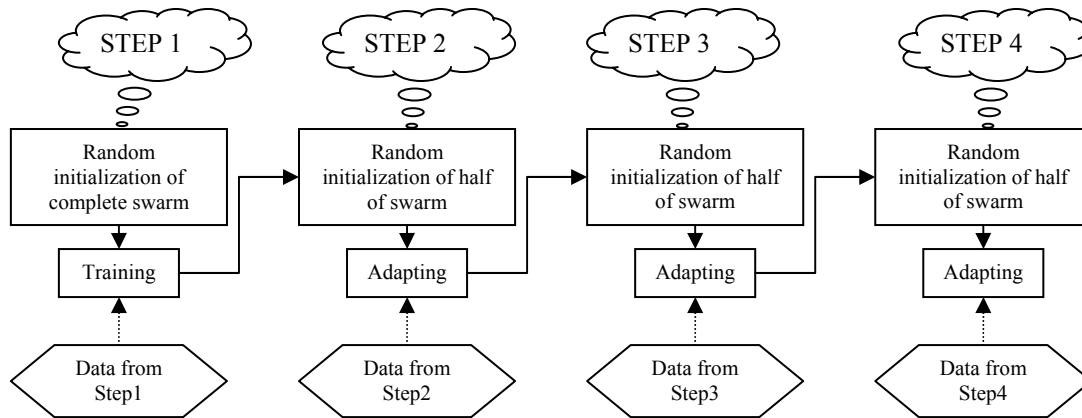 STEP 1
STEP 2
STEP 3
STEP 4
Random
initialization of
complete swarm
Random
initialization of half
of swarm
Random
initialization of half
of swarm
Random
initialization of half
of swarm
Training
Adapting
Adapting
Adapting
Data from
Step1
Data from
Step2
Data from
Step3
Data from
Step4